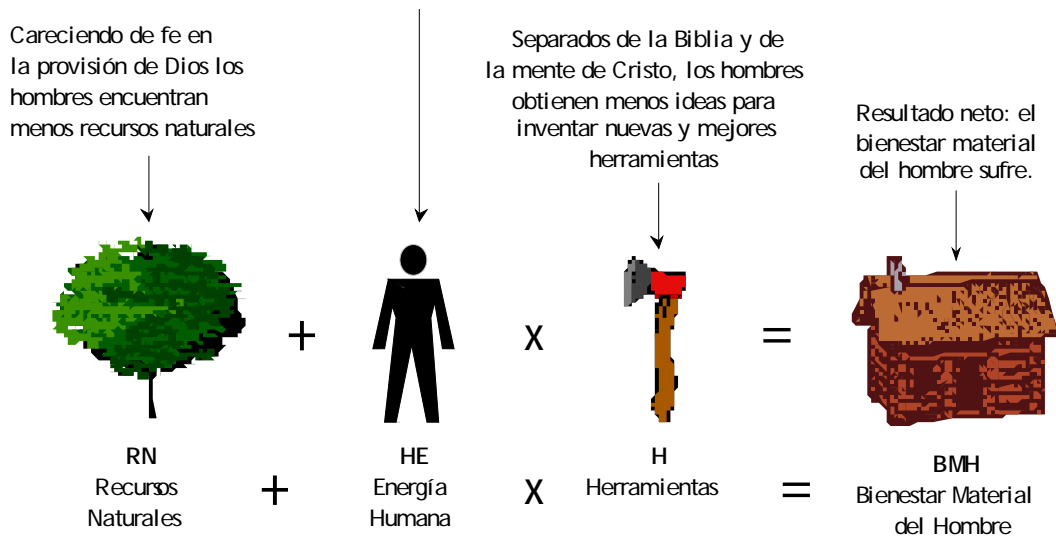 Careciendo de fe en
la provisión de Dios los
hombres encuentran
menos recursos naturales
Separados de la Biblia y de
la mente de Cristo, los hombres
obtienen menos ideas para
inventar nuevas y mejores
herramientas
Resultado neto: el
bienestar material
del hombre sufre.
+ x =
RN
Recursos
Naturales
+
HE
Energía
Humana
x
H
Herramientas
=
BMH
Bienestar Material
del Hombre